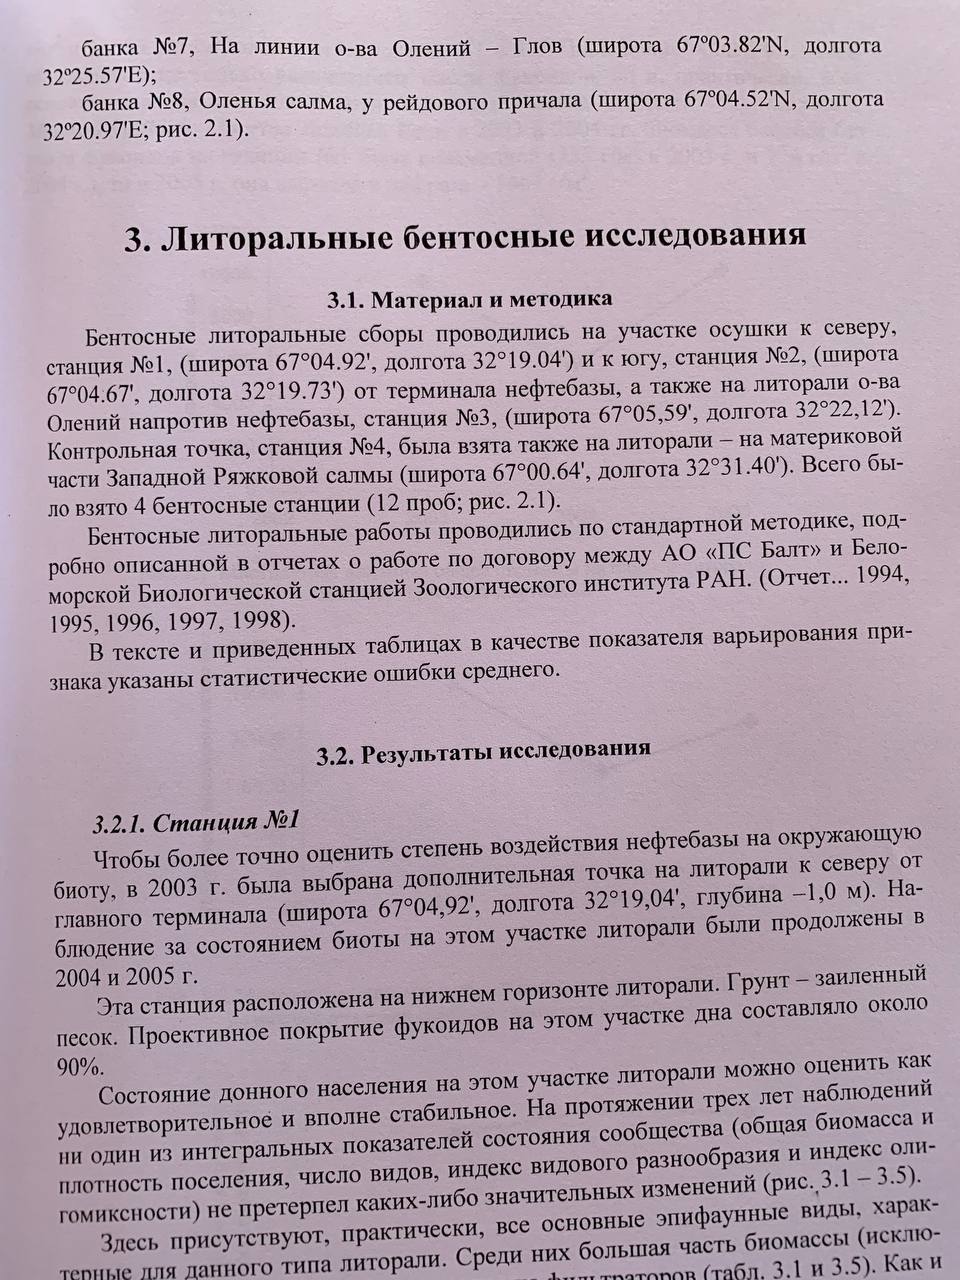 банка №7, На линии о-ва Олений – Глов (широта 67º03.82'N, долгота
32º25.57'E);
банка №8, Оленья салма, у рейдового причала (широта 67º04.52'N, долгота
32º20.97'E; рис. 2.1).
3. Литоральные бентосные исследования
3.1. Материал и методика
Бентосные литоральные сборы проводились на участке осушки к северу,
станция №1, (широта 67°04.92', долгота 32°19.04') и к югу, станция №2, (широта
67°04.67', долгота 32°19.73') от терминала нефтебазы, а также на литорали о-ва
Олений напротив нефтебазы, станция №3, (широта 67°05,59', долгота 32°22,12').
Контрольная точка, станция №4, была взята также на литорали – на материковой
части Западной Ряжковой салмы (широта 67°00.64', долгота 32°31.40'). Всего бы-
ло взято 4 бентосные станции (12 проб; рис. 2.1).
Бентосные литоральные работы проводились по стандартной методике, под-
робно описанной в отчетах о работе по договору между АО «ПС Балт» и Бело-
морской Биологической станцией Зоологического института РАН. (Отчет... 1994,
1995, 1996, 1997, 1998).
В тексте и приведенных таблицах в качестве показателя варьирования при-
знака указаны статистические ошибки среднего.
3.2. Результаты исследования
3.2.1. Станция №1
Чтобы более точно оценить степень воздействия нефтебазы на окружающую
биоту, в 2003 г. была выбрана дополнительная точка на литорали к северу от
главного терминала (широта 67°04,92', долгота 32°19,04', глубина –1,0 м). На-
блюдение за состоянием биоты на этом участке литорали были продолжены в
2004 и 2005 г.
Эта станция расположена на нижнем горизонте литорали. Грунт – заиленный
песок. Проективное покрытие фукоидов на этом участке дна составляло около
90%.
Состояние донного населения на этом участке литорали можно оценить как
удовлетворительное и вполне стабильное. На протяжении трех лет наблюдений
ни один из интегральных показателей состояния сообщества (общая биомасса и
плотность поселения, число видов, индекс видового разнообразия и индекс оли-
гомиксности) не претерпел каких-либо значительных изменений (рис. 3.1 – 3.5).
Здесь присутствуют, практически, все основные эпифаунные виды, харак-
терные для данного типа литорали. Среди них большая часть биомассы (исклю-
фильтраторов (табл. 3.1 и 3.5). Как и